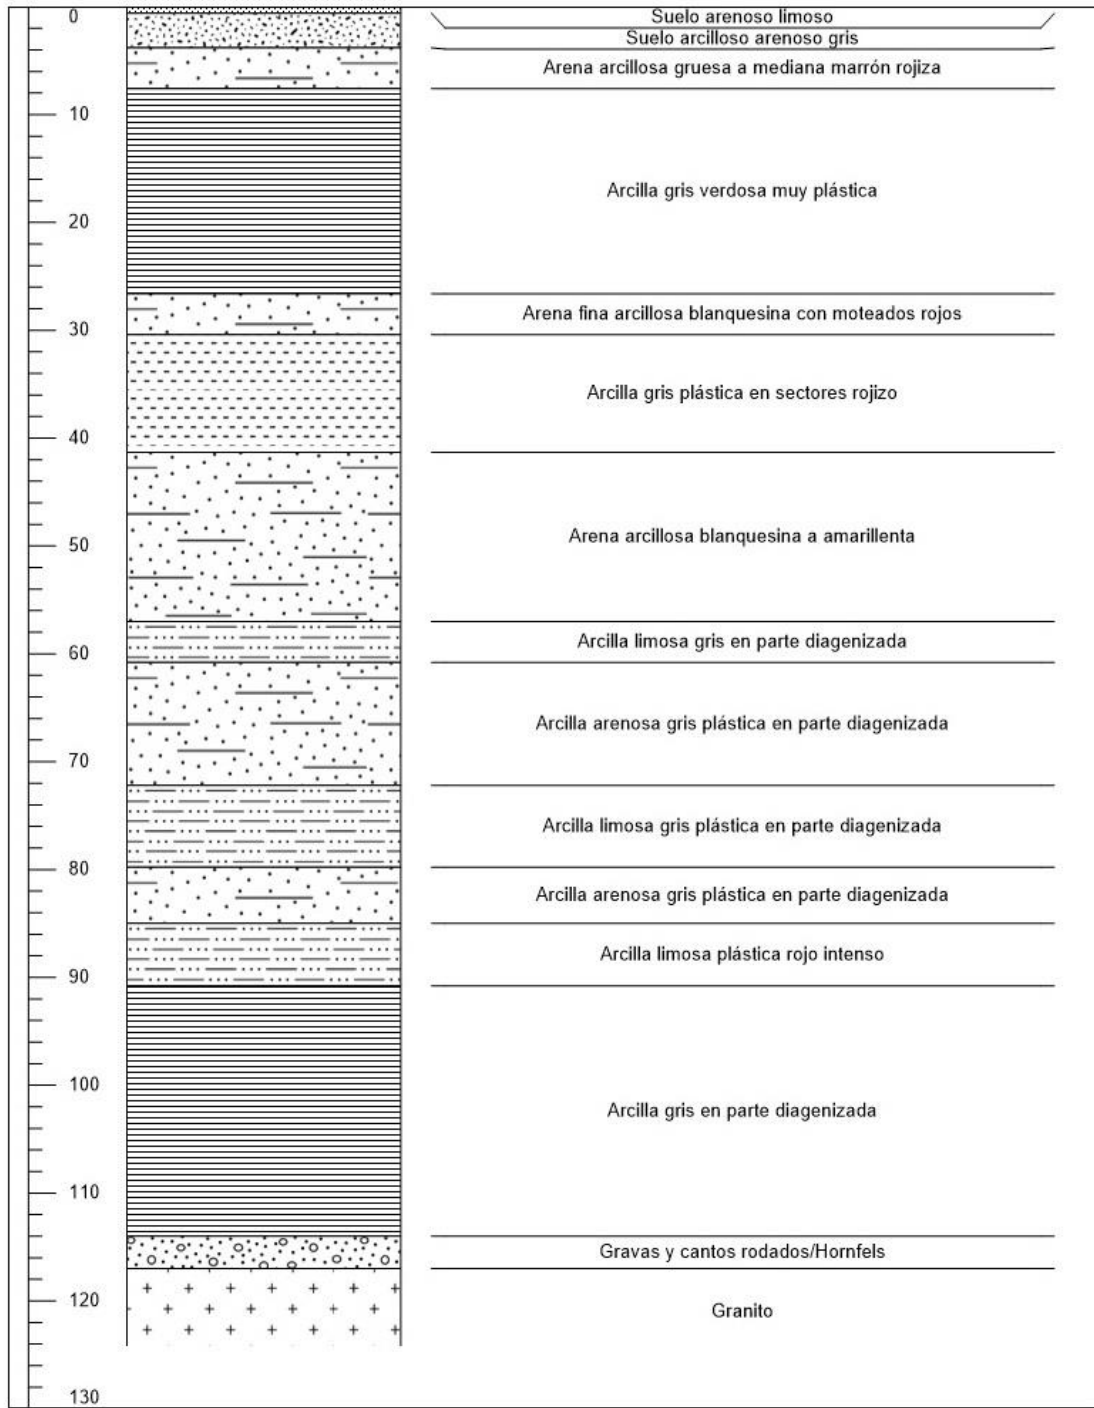 0
Suelo arenoso limoso
Suelo arcilloso arenoso gris
Arena arcillosa gruesa a mediana marrón rojiza
10
Arcilla gris verdosa muy plástica
20
Arena fina arcillosa blanquesina con moteados rojos
30
Arcilla gris plástica en sectores rojizo
40
Arena arcillosa blanquesina a amarillenta
50
Arcilla limosa gris en parte diagenizada
60
Arcilla arenosa gris plástica en parte diagenizada
70
Arcilla limosa gris plástica en parte diagenizada
80
Arcilla arenosa gris plástica en parte diagenizada
Arcilla limosa plástica rojo intenso
90
100
Arcilla gris en parte diagenizada
110
Gravas y cantos rodados/Hornfels
120
Granito
130